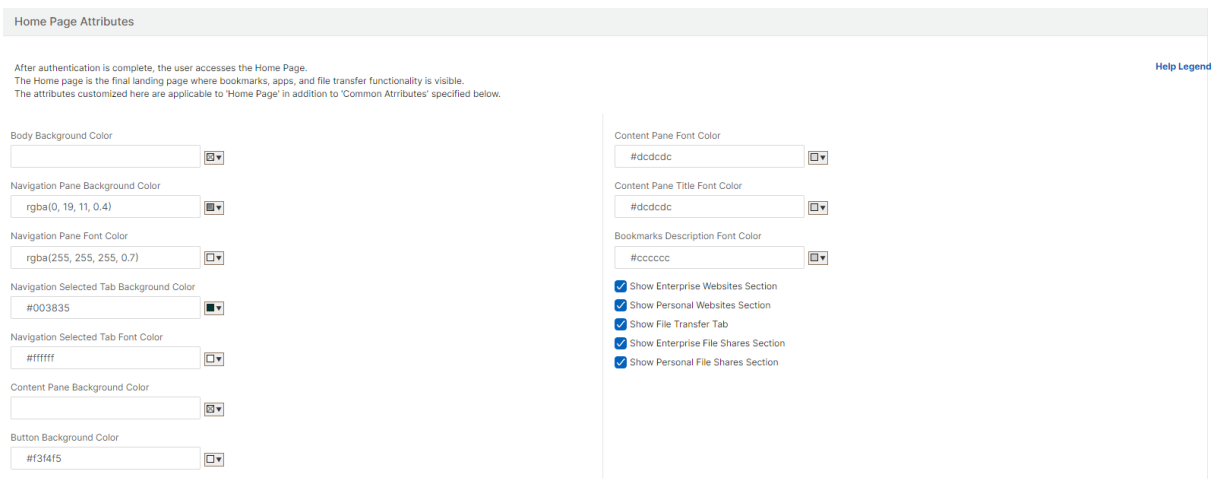 Home Page Attributes
After authentication is complete, the user accesses the Home Page.
The Home page is the final landing page where bookmarks, apps, and file transfer functionality is visible.
The attributes customized here are applicable to 'Home Page' in addition to 'Common Atrributes' specified below.
Help Legend
Body Background Color
Navigation Pane Background Color
rgba(0, 19, 11, 0.4)
Navigation Pane Font Color
rgba(255, 255, 255, 0.7)
Navigation Selected Tab Background Color
#003835
Navigation Selected Tab Font Color
#ffffff
Content Pane Background Color
Button Background Color
#f3f4f5
Content Pane Font Color
#dcdcdc
Content Pane Title Font Color
#dcdcdc
Bookmarks Description Font Color
#cccccc
Show Enterprise Websites Section
Show Personal Websites Section
Show File Transfer Tab
Show Enterprise File Shares Section
Show Personal File Shares Section